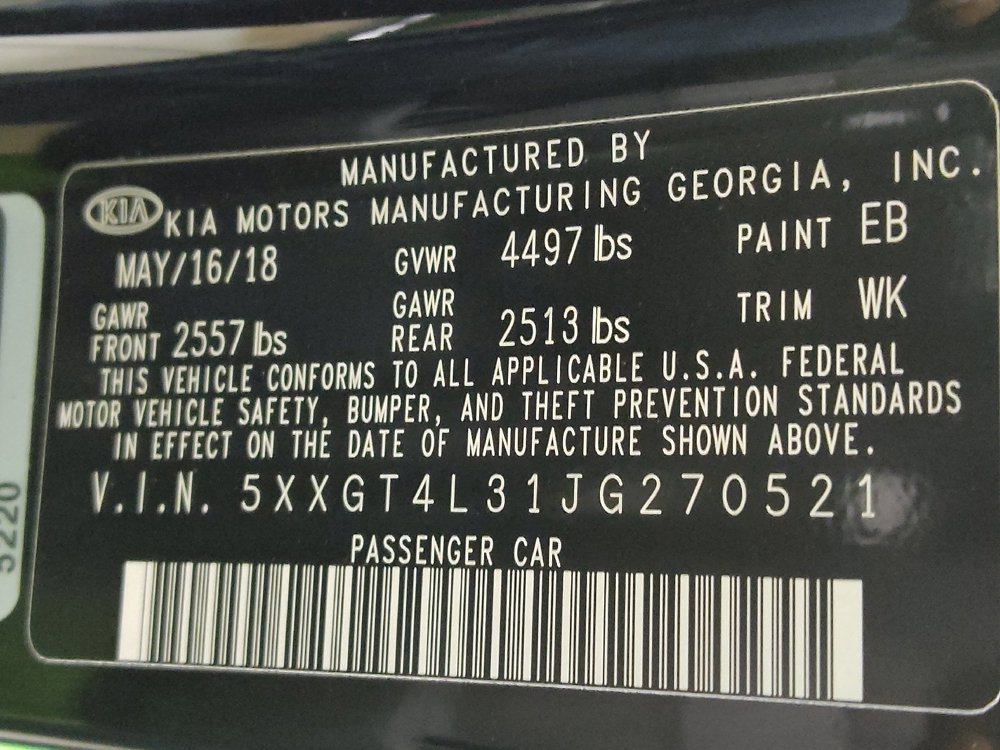 MANUFACTURED BY
KIA KIA MOTORS MANUFACTURING GEORGIA, INC.
MAY/16/18 GVWR 4497 lbs PAINT EB
GAWR FRONT 2557 lbs GAWR REAR 2513 lbs TRIM WK
THIS VEHICLE CONFORMS TO ALL APPLICABLE U.S.A. FEDERAL
MOTOR VEHICLE SAFETY, BUMPER, AND THEFT PREVENTION STANDARDS
IN EFFECT ON THE DATE OF MANUFACTURE SHOWN ABOVE.
V.I.N. 5XXGT4L31JG270521
PASSENGER CAR
5220